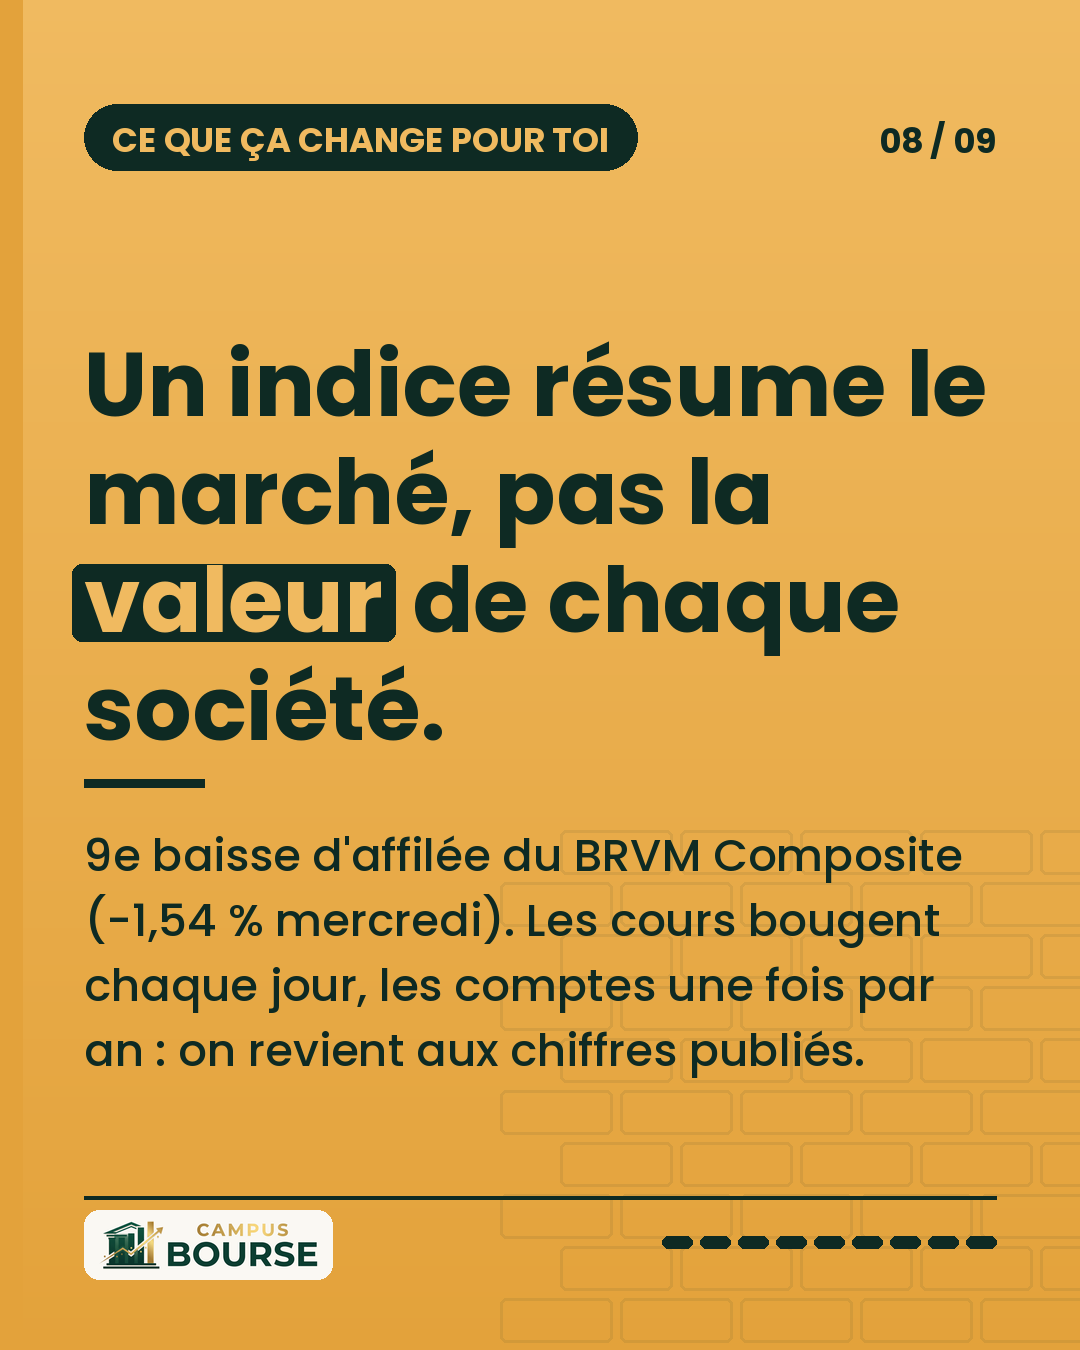 CE QUE ÇA CHANGE POUR TOI
08 / 09
Un indice résume le
marché, pas la
valeur de chaque
société.
9e baisse d'affilée du BRVM Composite
(-1,54 % mercredi). Les cours bougent
chaque jour, les comptes une fois par
an : on revient aux chiffres publiés.
CAMPUS
BOURSE